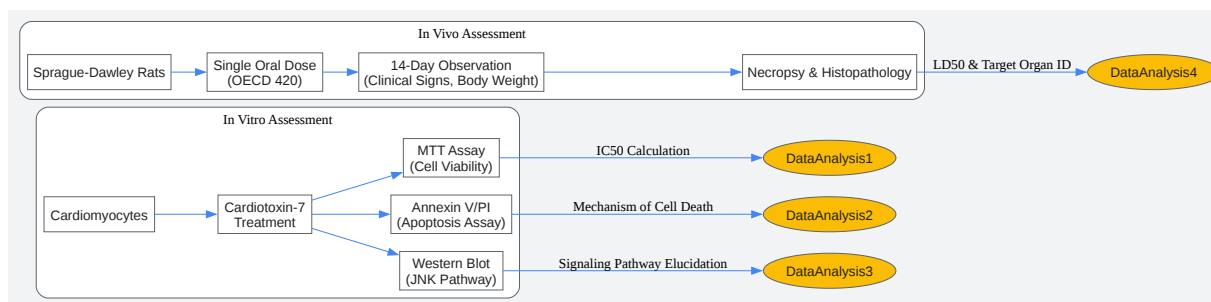 In Vivo Assessment
Sprague-Dawley Rats
Single Oral Dose
(OECD 420)
14-Day Observation
(Clinical Signs, Body Weight)
Necropsy & Histopathology
LD50 & Target Organ ID
DataAnalysis4
In Vitro Assessment
Cardiomyocytes
Cardiotoxin-7
Treatment
MTT Assay
(Cell Viability)
IC50 Calculation
DataAnalysis1
Annexin V/PI
(Apoptosis Assay)
Mechanism of Cell Death
DataAnalysis2
Western Blot
(JNK Pathway)
Signaling Pathway Elucidation
DataAnalysis3